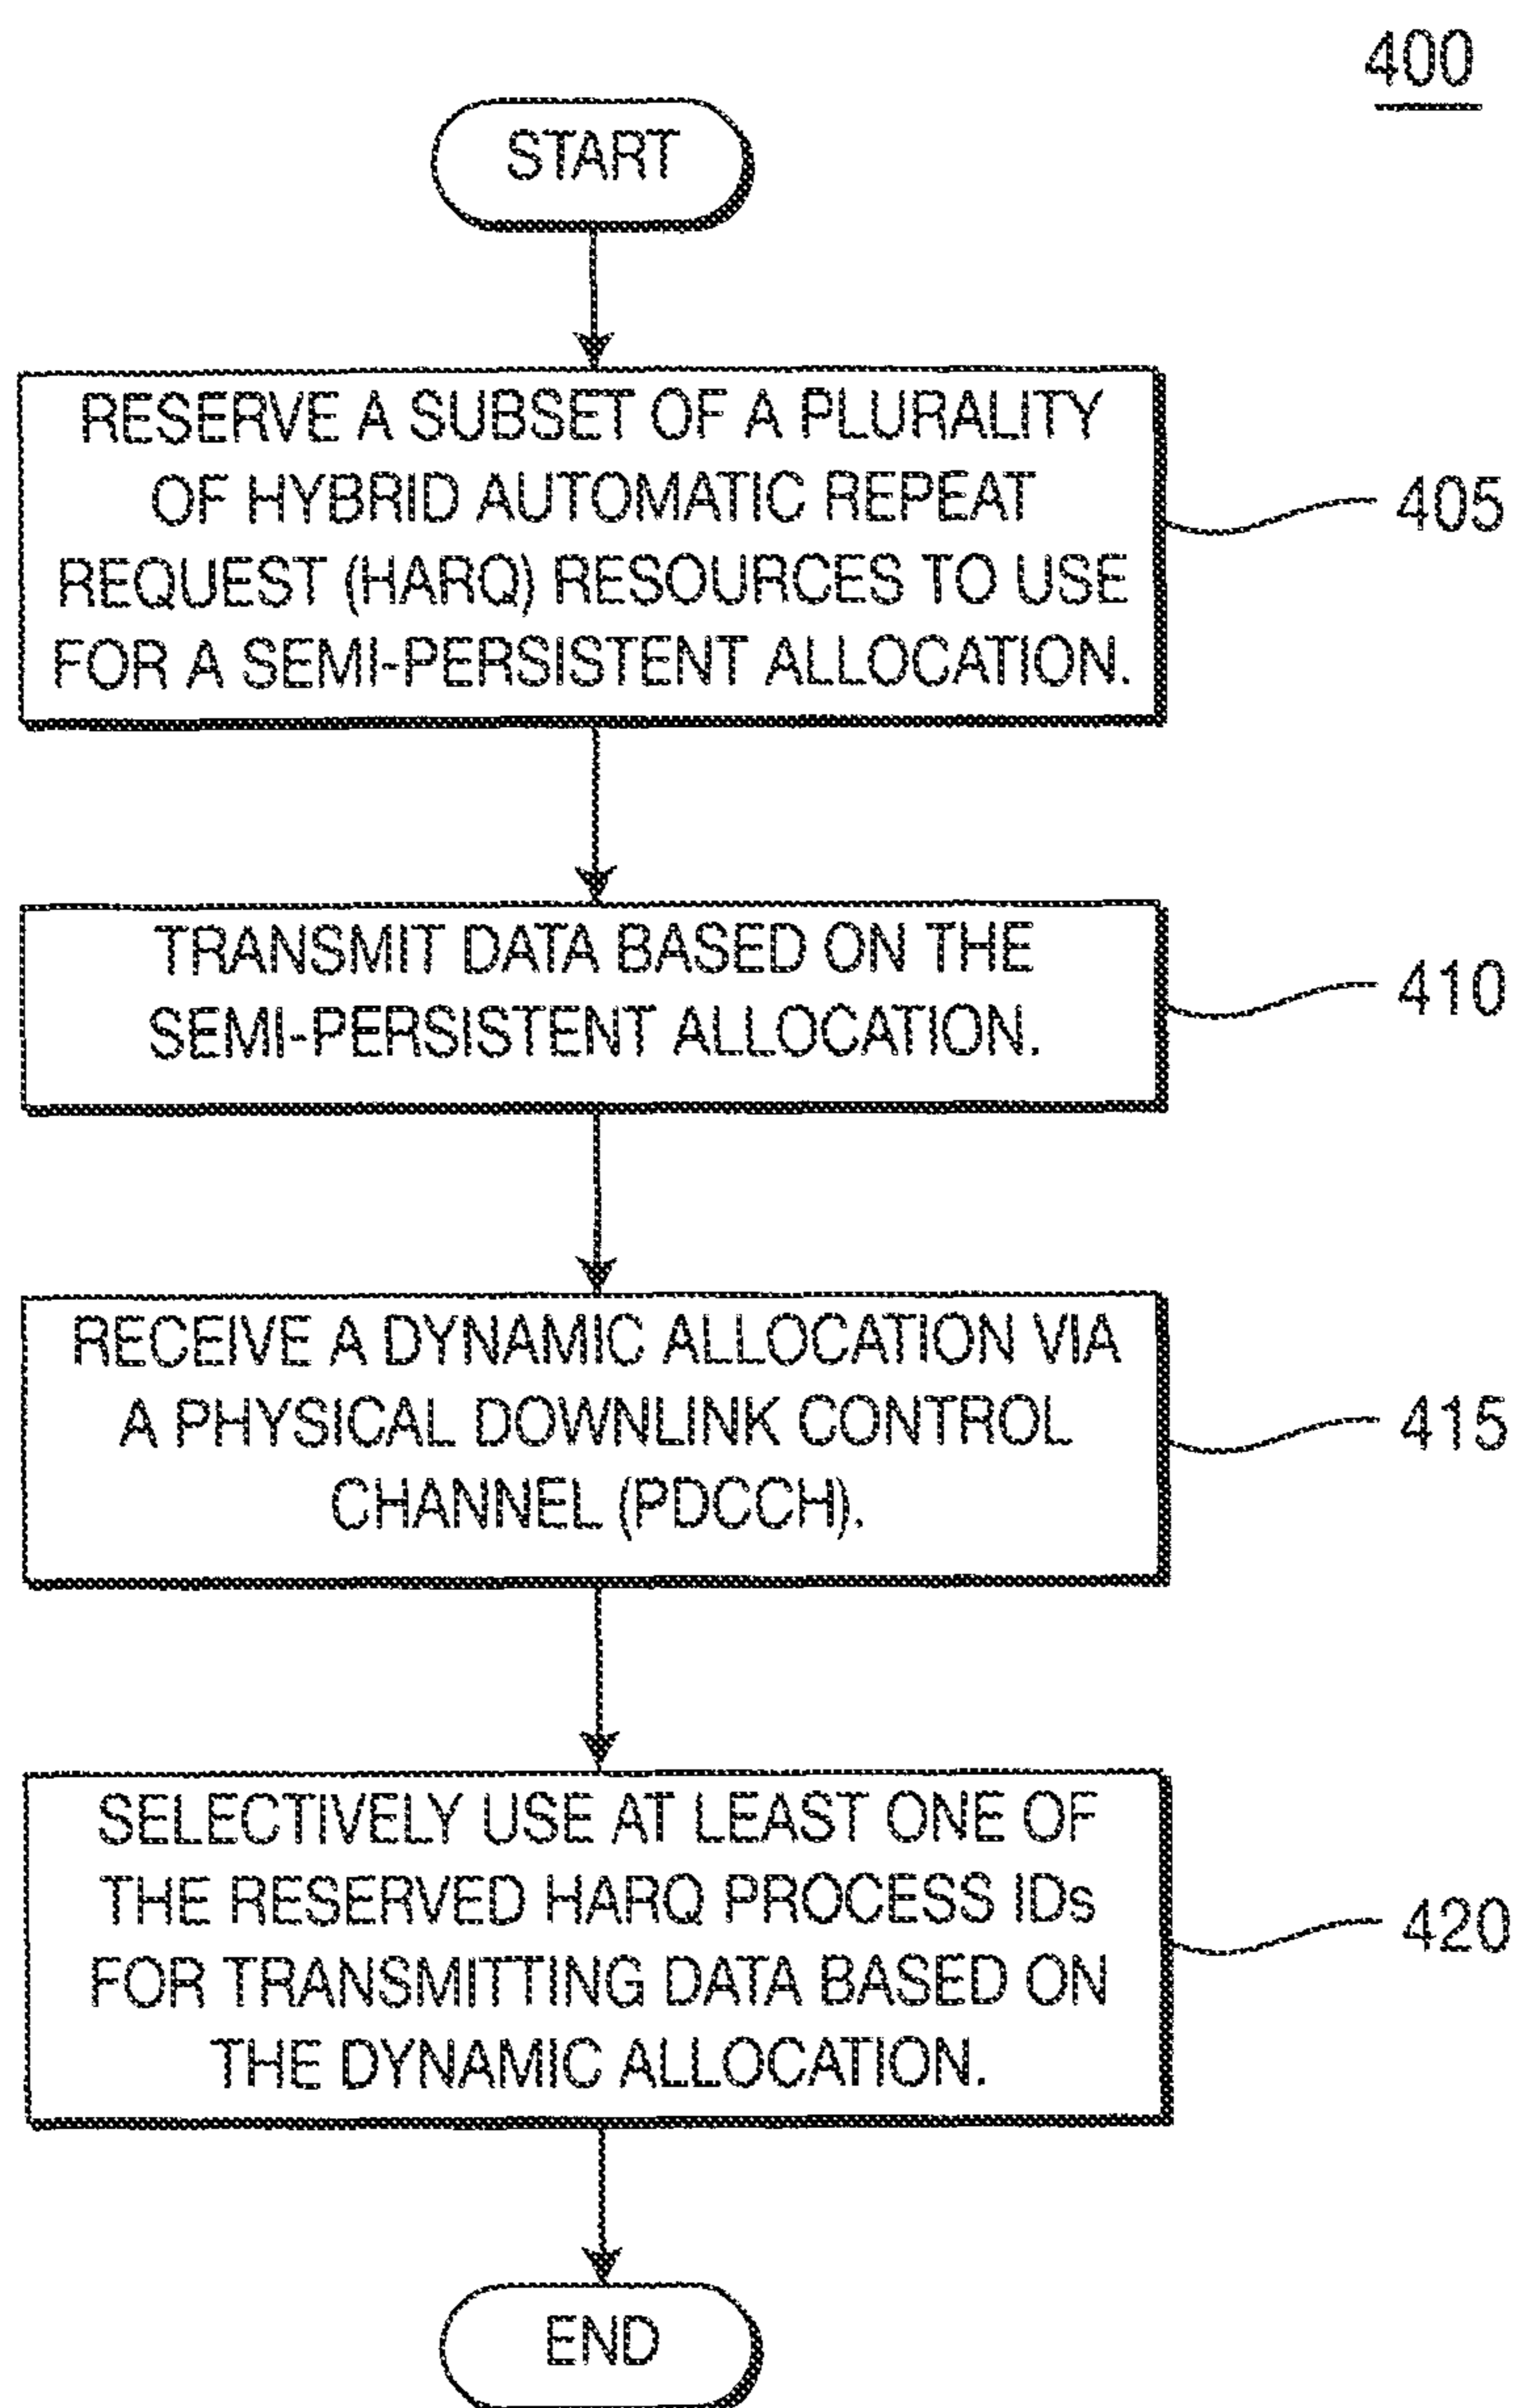 400
START
RESERVE A SUBSET OF A PLURALITY
OF HYBRID AUTOMATIC REPEAT
REQUEST (HARQ) RESOURCES TO USE
FOR A SEMI-PERSISTENT ALLOCATION.
405
TRANSMIT DATA BASED ON THE
SEMI-PERSISTENT ALLOCATION.
410
RECEIVE A DYNAMIC ALLOCATION VIA
A PHYSICAL DOWNLINK CONTROL
CHANNEL (PDCCH).
415
SELECTIVELY USE AT LEAST ONE OF
THE RESERVED HARQ PROCESS IDs
FOR TRANSMITTING DATA BASED ON
THE DYNAMIC ALLOCATION.
420
END